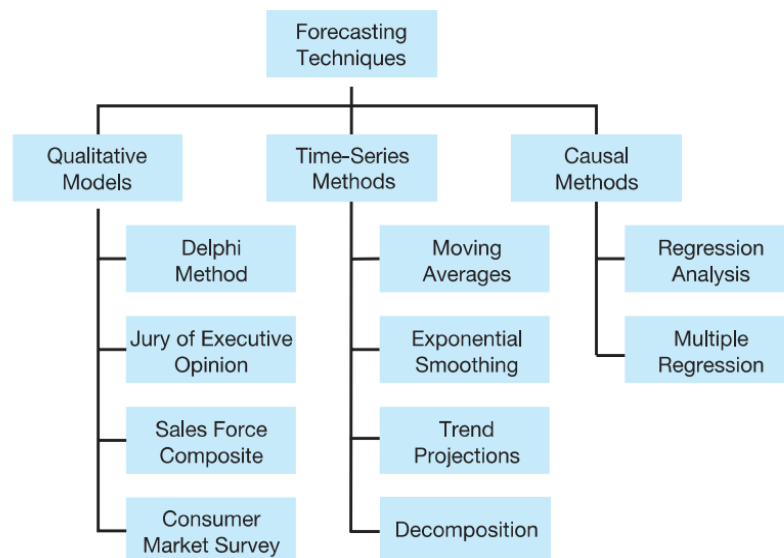 Forecasting
Techniques
Qualitative
Models
Time-Series
Methods
Causal
Methods
Delphi
Method
Moving
Averages
Regression
Analysis
Jury of Executive
Opinion
Exponential
Smoothing
Multiple
Regression
Sales Force
Composite
Trend
Projections
Consumer
Market Survey
Decomposition